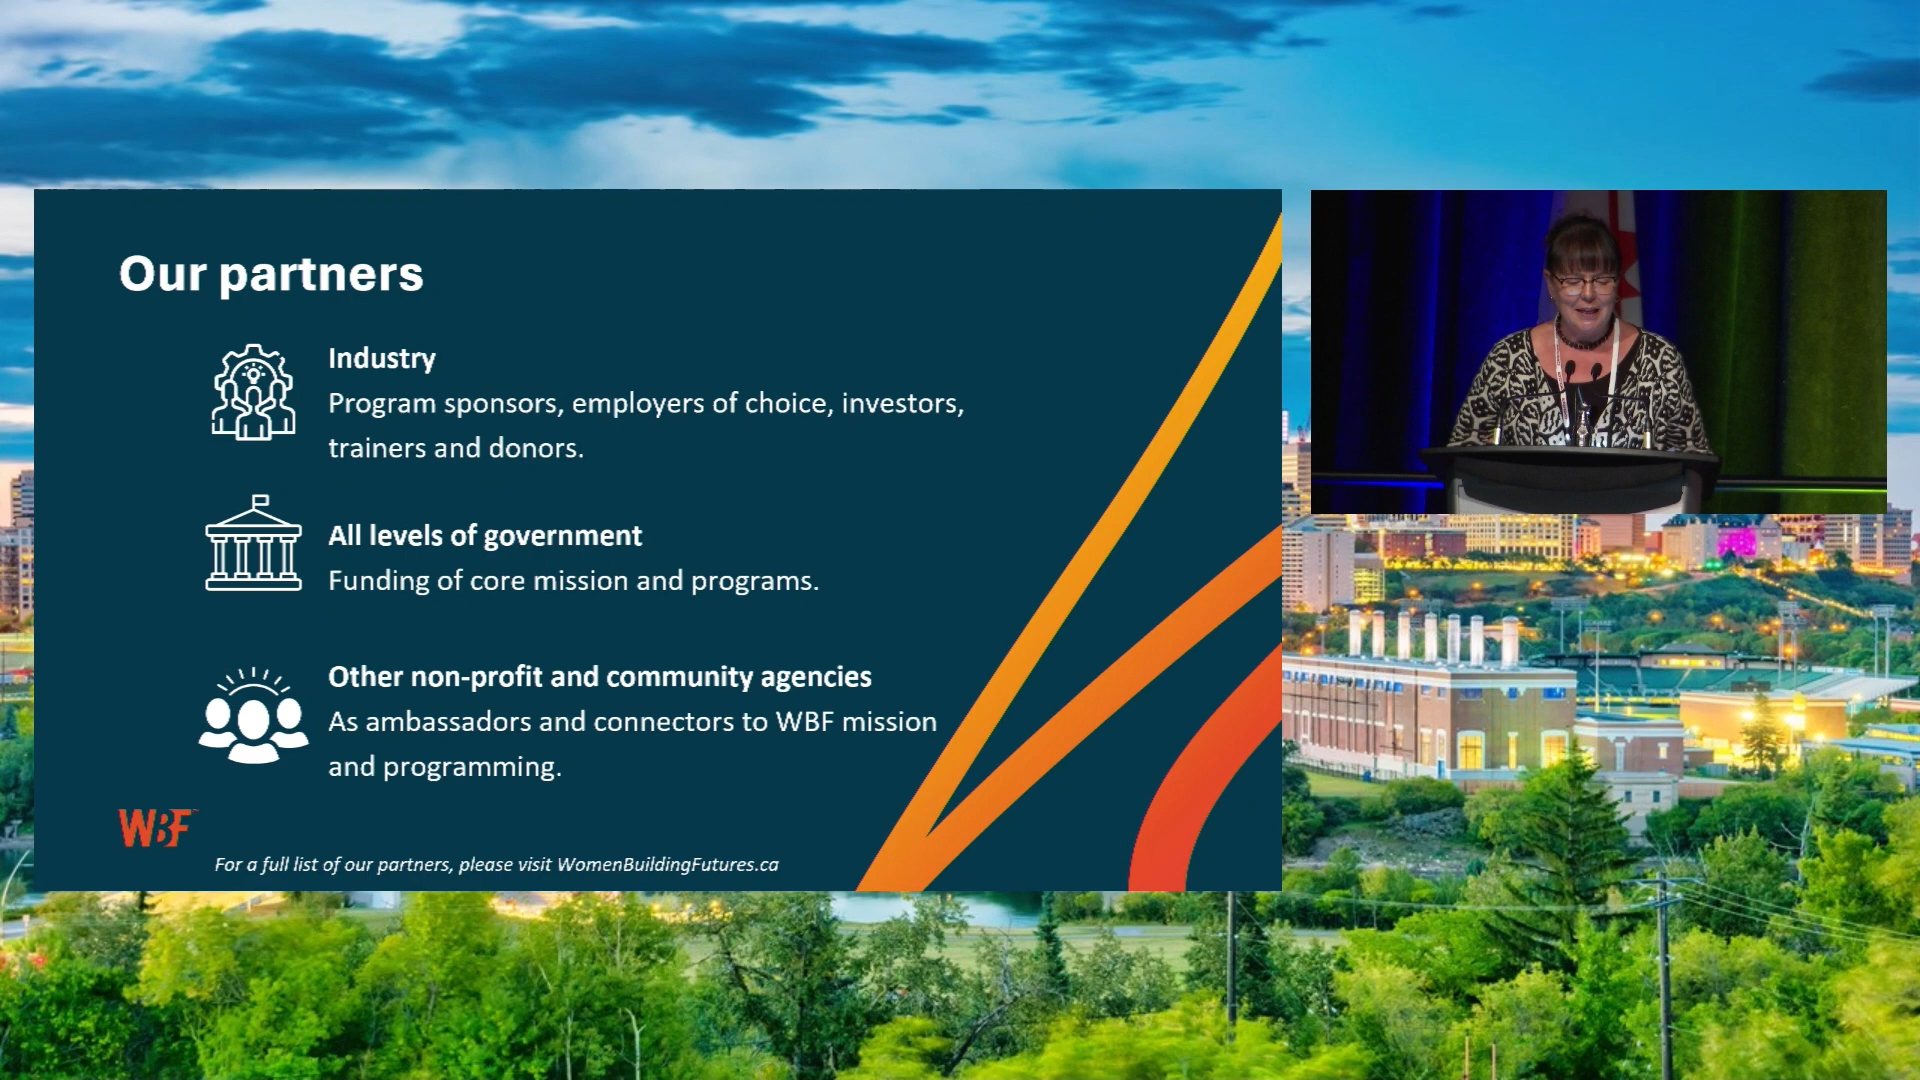 Our partners
Industry
Program sponsors, employers of choice, investors,
trainers and donors.
All levels of government
Funding of core mission and programs.
Other non-profit and community agencies
As ambassadors and connectors to WBF mission
and programming.
WBF
For a full list of our partners, please visit WomenBuildingFutures.ca